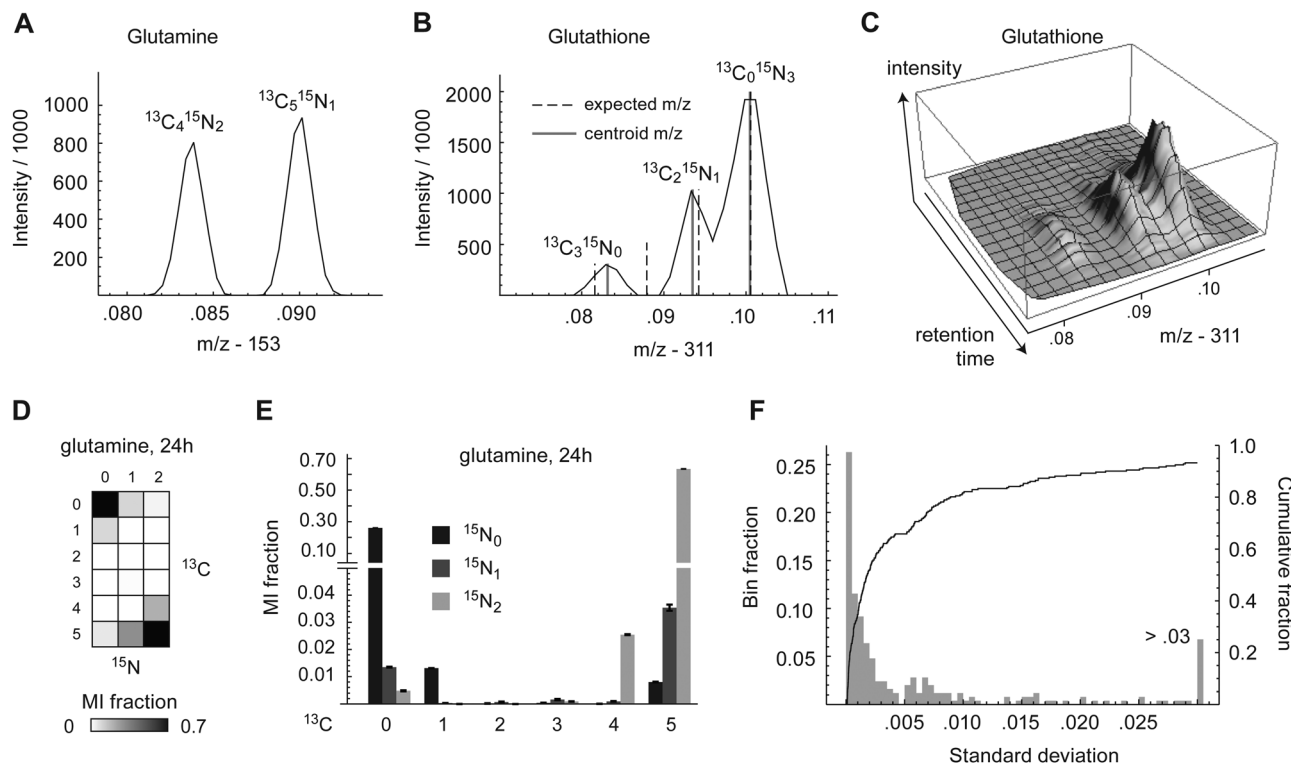 A
Glutamine
Intensity / 1000
1000
800
600
400
200
¹³C₄¹⁵N₂
¹³C₅¹⁵N₁
.080
.085
.090
m/z - 153
B
Glutathione
Intensity / 1000
2000
1500
1000
500
expected m/z
centroid m/z
¹³C₀¹⁵N₃
¹³C₂¹⁵N₁
¹³C₃¹⁵N₀
.08
.09
.10
.11
m/z - 311
C
Glutathione
intensity
retention
time
.08
.09
.10
m/z - 311
D
glutamine, 24h
0 1 2
0
1
2
3
4
5
¹³C
¹⁵N
MI fraction
0
0.7
E
glutamine, 24h
MI fraction
0.70
0.50
0.30
0.10
0.04
0.03
0.02
0.01
¹⁵N₀
¹⁵N₁
¹⁵N₂
¹³C 0 1 2 3 4 5
F
Bin fraction
0.25
0.20
0.15
0.10
0.05
1.0
0.8
0.6
0.4
0.2
Cumulative fraction
> .03
.005
.010
.015
.020
.025
Standard deviation